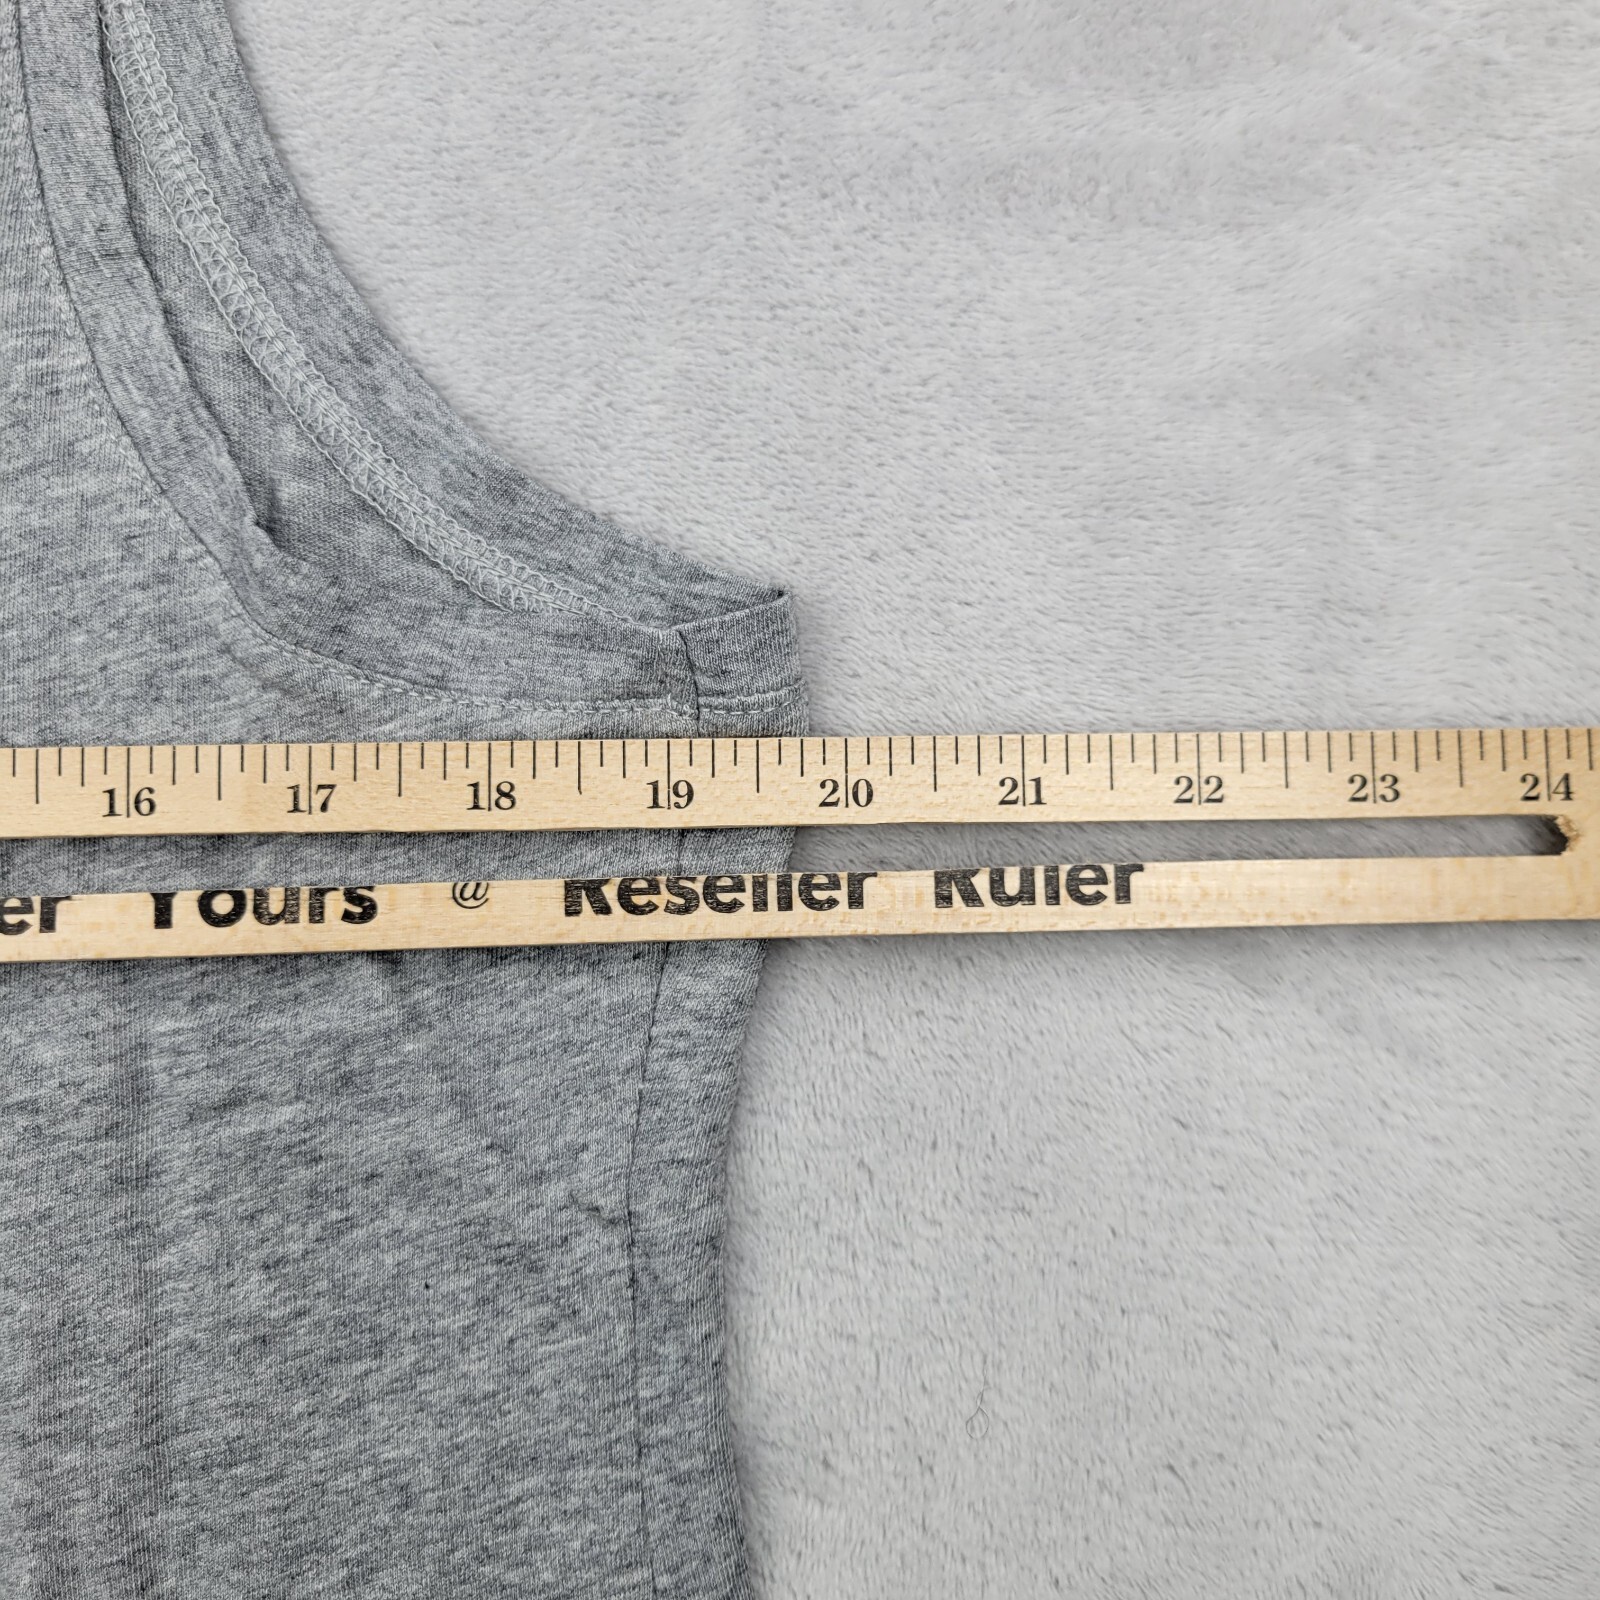 16 17 18 19 20 21 22 23 24
er Yours @ Reseller Ruler